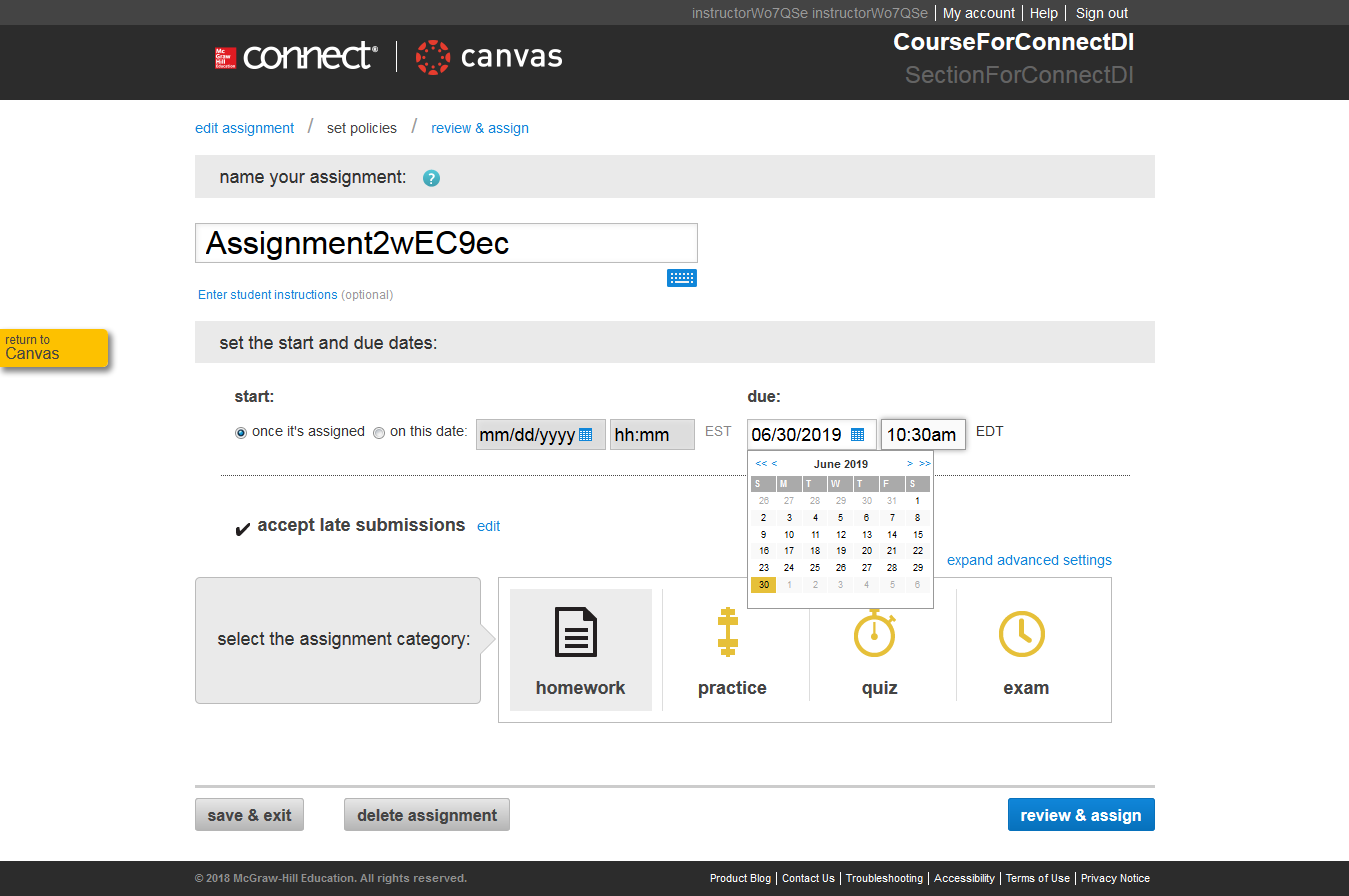 instructorWo7QSe instructorWo7QSe | My account | Help | Sign out
Mc Graw Hill Education connect® | canvas
CourseForConnectDI
SectionForConnectDI
edit assignment / set policies / review & assign
name your assignment: ?
Assignment2wEC9ec
Enter student instructions (optional)
return to
Canvas
set the start and due dates:
start: due:
once it's assigned on this date: mm/dd/yyyy hh:mm EST 06/30/2019 10:30am EDT
<< < June 2019 > >>
S M T W T F S
26 27 28 29 30 31 1
2 3 4 5 6 7 8
9 10 11 12 13 14 15
16 17 18 19 20 21 22
23 24 25 26 27 28 29
30 1 2 3 4 5 6
accept late submissions edit
expand advanced settings
select the assignment category:
homework practice quiz exam
save & exit delete assignment review & assign
© 2018 McGraw-Hill Education. All rights reserved.
Product Blog | Contact Us | Troubleshooting | Accessibility | Terms of Use | Privacy Notice